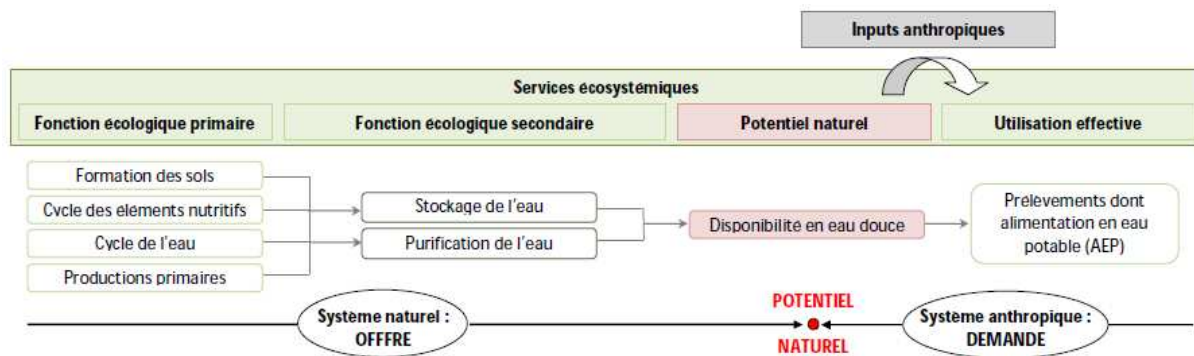 Inputs anthropiques
Services écosystémiques
Fonction écologique primaire
Fonction écologique secondaire
Potentiel naturel
Utilisation effective
Formation des sols
Cycle des éléments nutritifs
Cycle de l'eau
Productions primaires
Stockage de l'eau
Purification de l'eau
Disponibilité en eau douce
Prélèvements dont
alimentation en eau
potable (AEP)
Système naturel :
OFFFRE
POTENTIEL
NATUREL
Système anthropique :
DEMANDE